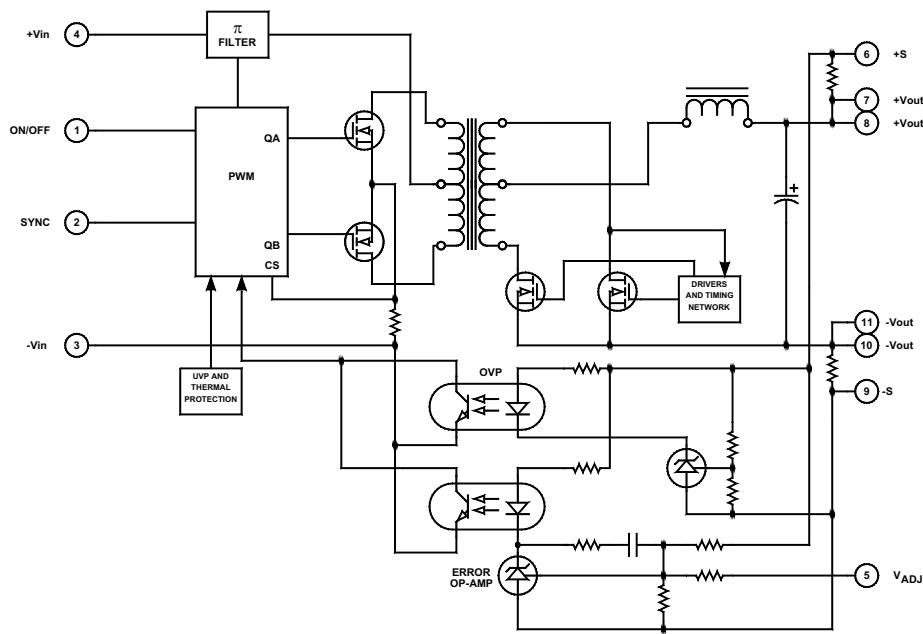 +Vin
4
π
FILTER
6
+S
7
+Vout
8
+Vout
ON/OFF
1
QA
PWM
SYNC
2
QB
CS
+
DRIVERS
AND TIMING
NETWORK
11
-Vout
-Vin
3
10
-Vout
UVP AND
THERMAL
PROTECTION
OVP
9
-S
ERROR
OP-AMP
5
VADJ